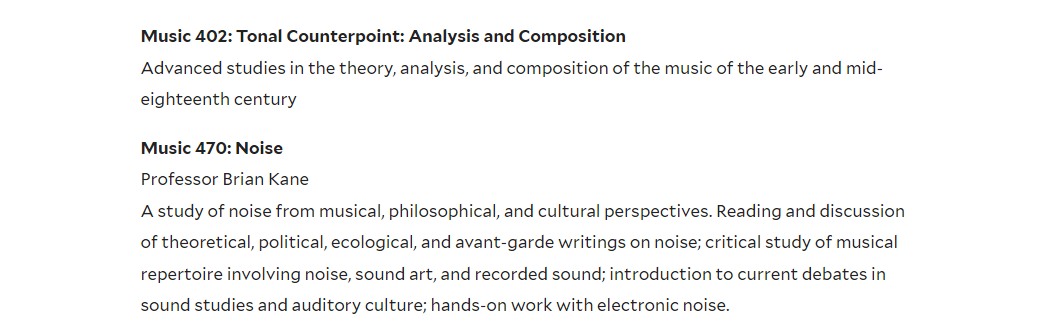 Music 402: Tonal Counterpoint: Analysis and Composition
Advanced studies in the theory, analysis, and composition of the music of the early and mid-
eighteenth century
Music 470: Noise
Professor Brian Kane
A study of noise from musical, philosophical, and cultural perspectives. Reading and discussion
of theoretical, political, ecological, and avant-garde writings on noise; critical study of musical
repertoire involving noise, sound art, and recorded sound; introduction to current debates in
sound studies and auditory culture; hands-on work with electronic noise.